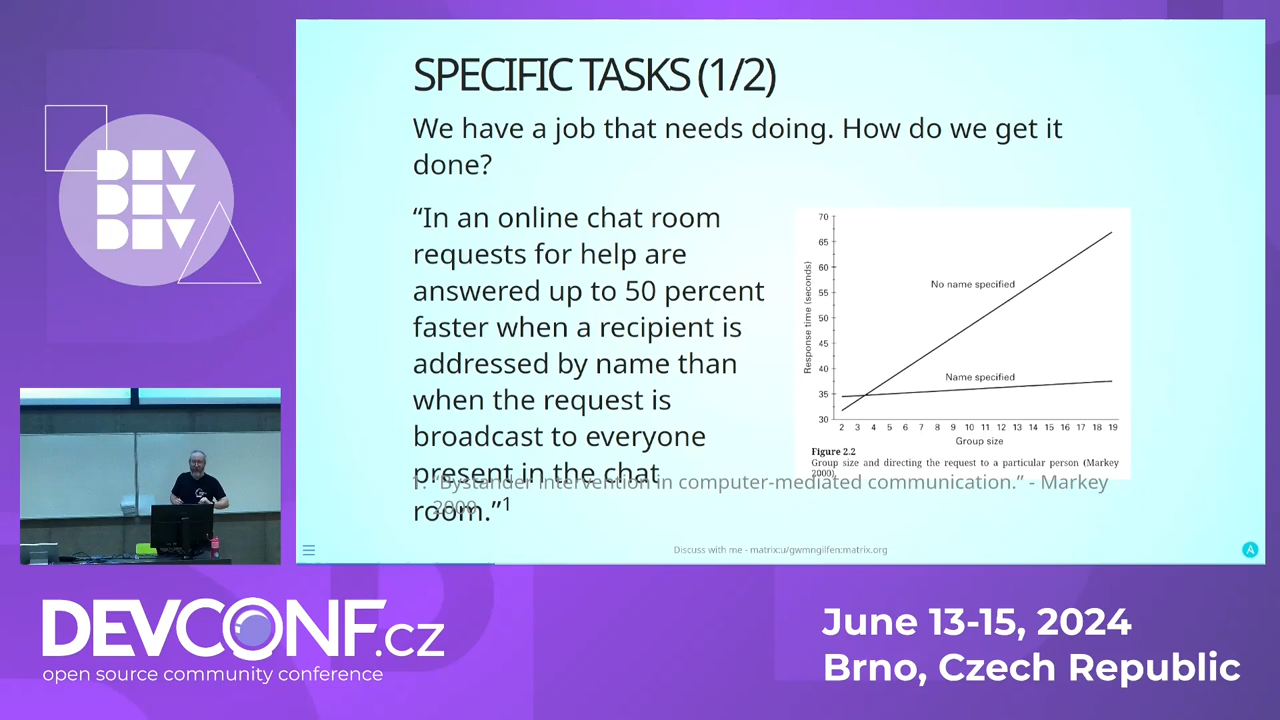 SPECIFIC TASKS (1/2)
We have a job that needs doing. How do we get it
done?
“In an online chat room
requests for help are
answered up to 50 percent
faster when a recipient is
addressed by name than
when the request is
broadcast to everyone
present in the chat
room.”1
70
65
60
55
50
45
40
35
30
Response time (seconds)
No name specified
Name specified
2 3 4 5 6 7 8 9 10 11 12 13 14 15 16 17 18 19
Group size
Figure 2.2
Group size and directing the request to a particular person (Markey
2000).
1. “Bystander intervention in computer-mediated communication.” - Markey
2000
Discuss with me - matrix:u/gwmngilfen:matrix.org
A
DEV
DEV
DEV
DEVCONF.cz
open source community conference
June 13-15, 2024
Brno, Czech Republic